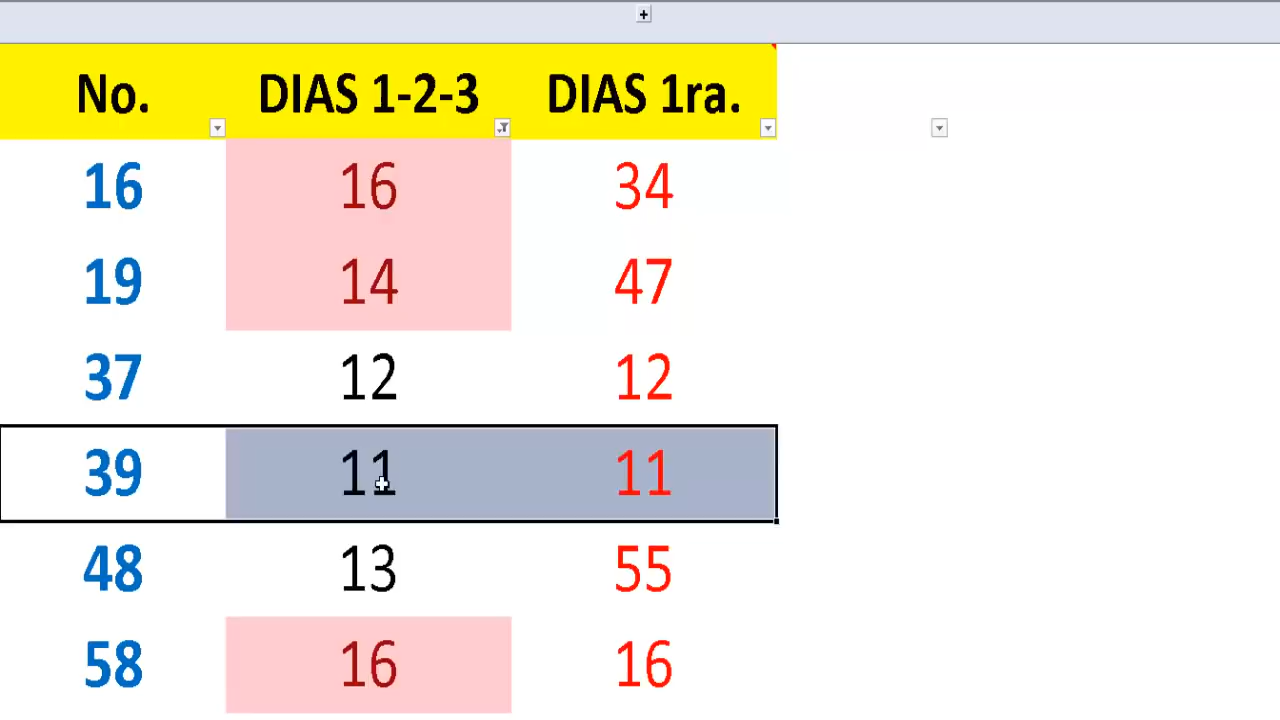 No. DIAS 1-2-3 DIAS 1ra.
16 16 34
19 14 47
37 12 12
39 11 11
48 13 55
58 16 16